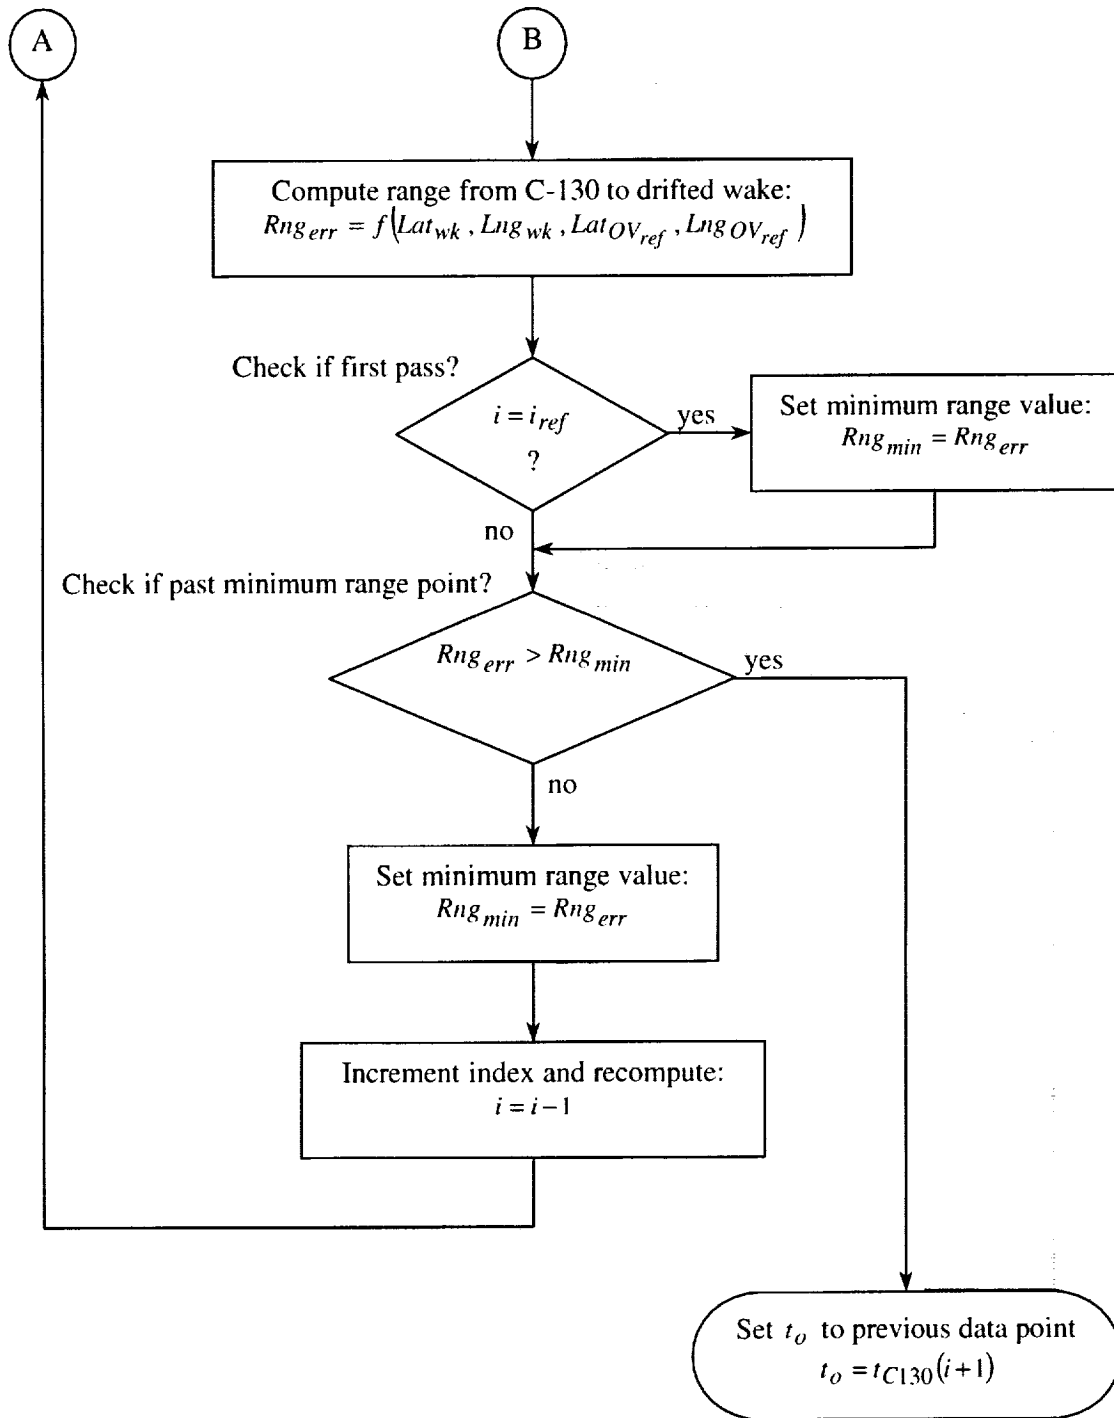 A
B
Compute range from C-130 to drifted wake:
Rng_err = f(Lat_wk, Lng_wk, Lat_OV_ref, Lng_OV_ref)
Check if first pass?
i = i_ref
?
yes
Set minimum range value:
Rng_min = Rng_err
no
Check if past minimum range point?
Rng_err > Rng_min
yes
no
Set minimum range value:
Rng_min = Rng_err
Increment index and recompute:
i = i−1
Set t_o to previous data point
t_o = t_C130(i+1)